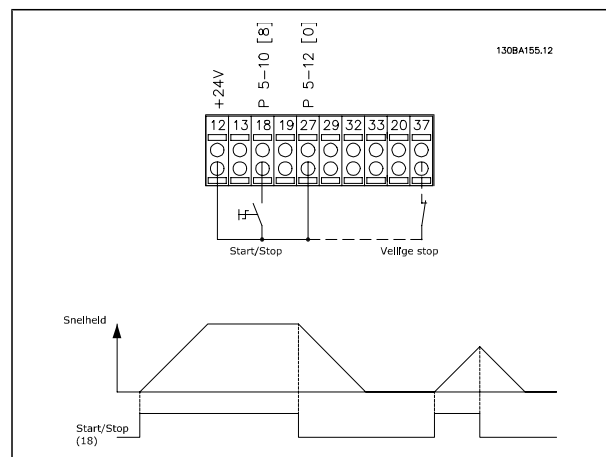 130BA155.12
+24V
P 5-10 [8]
P 5-12 [0]
12 13 18 19 27 29 32 33 20 37
Start/Stop
Veilige stop
Snelheid
Start/Stop
(18)